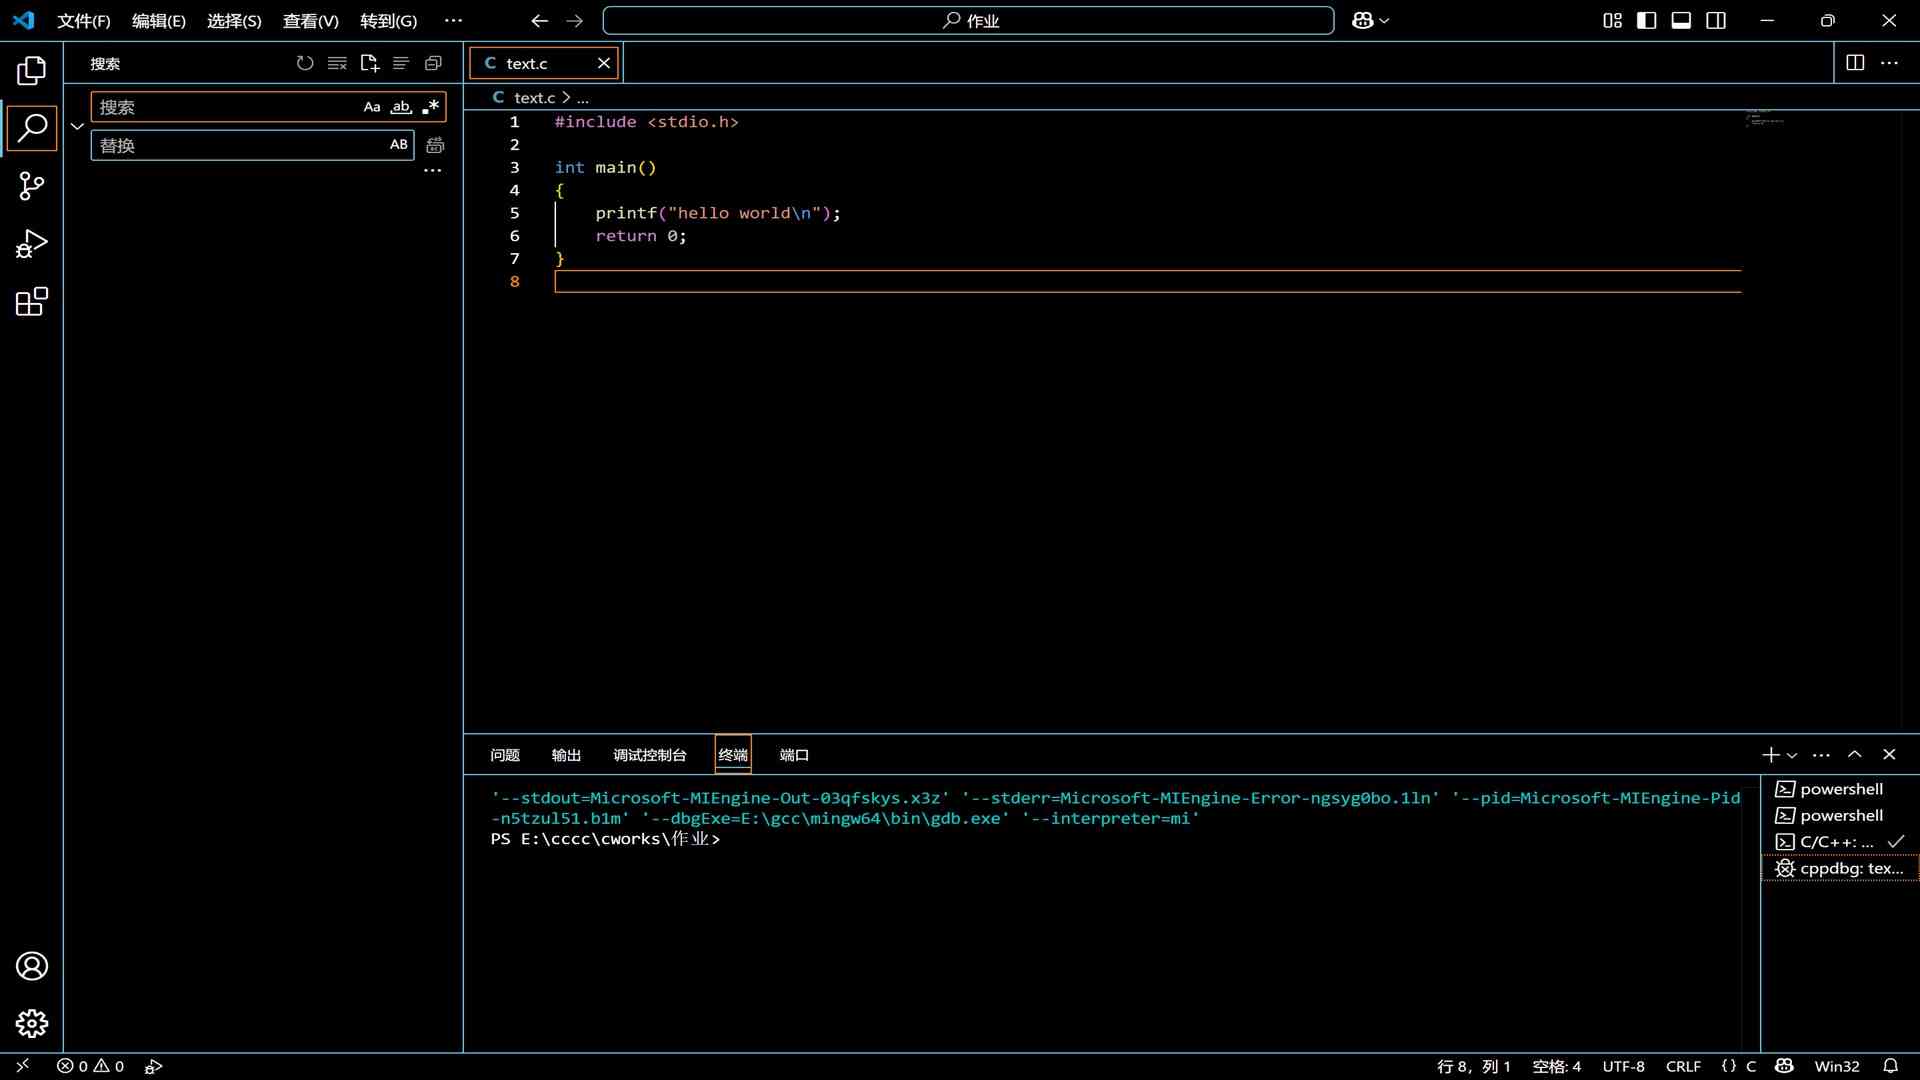 文件(F) 编辑(E) 选择(S) 查看(V) 转到(G) ··· 作业
搜索
搜索 Aa ab
替换 AB
C text.c
C text.c > ...
1 #include <stdio.h>
2
3 int main()
4 {
5 printf("hello world\n");
6 return 0;
7 }
8
问题 输出 调试控制台 终端 端口
'--stdout=Microsoft-MIEngine-Out-03qfskys.x3z' '--stderr=Microsoft-MIEngine-Error-ngsyg0bo.1ln' '--pid=Microsoft-MIEngine-Pid
-n5tzul51.b1m' '--dbgExe=E:\gcc\mingw64\bin\gdb.exe' '--interpreter=mi'
PS E:\cccc\cworks\作业>
powershell
powershell
C/C++: ...
cppdbg: tex...
0 0 行 8，列 1 空格: 4 UTF-8 CRLF {} C Win32